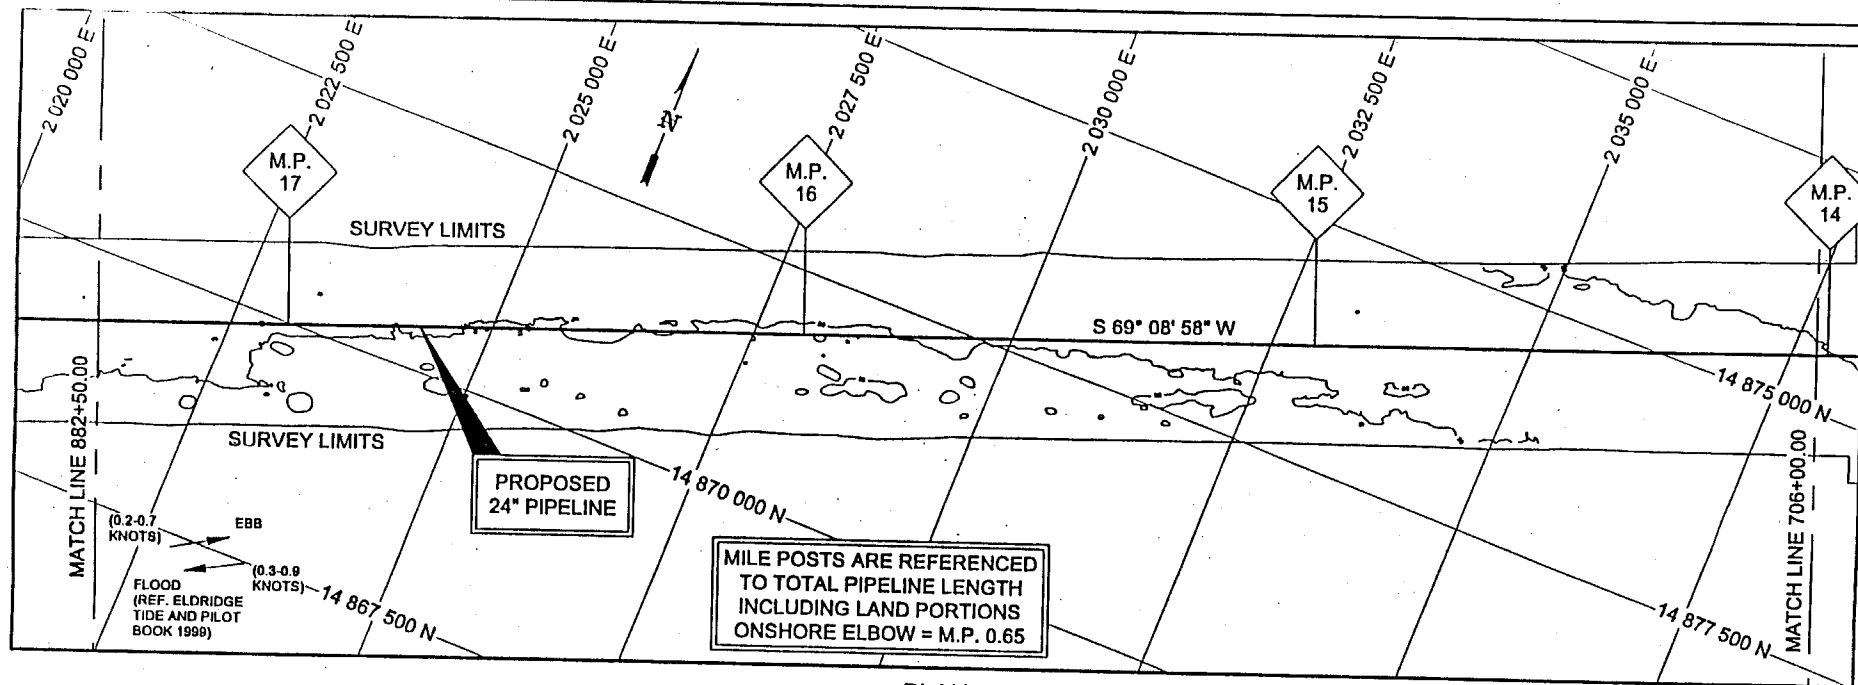 2 020 000 E
2 022 500 E
2 025 000 E
2 027 500 E
2 030 000 E
2 032 500 E
2 035 000 E
N
M.P.
17
M.P.
16
M.P.
15
M.P.
14
SURVEY LIMITS
S 69° 08' 58" W
14 875 000 N
MATCH LINE 882+50.00
SURVEY LIMITS
PROPOSED
24" PIPELINE
14 870 000 N
MATCH LINE 706+00.00
(0.2-0.7
KNOTS)
EBB
(0.3-0.9
KNOTS)
FLOOD
(REF. ELDRIDGE
TIDE AND PILOT
BOOK 1999)
14 867 500 N
MILE POSTS ARE REFERENCED
TO TOTAL PIPELINE LENGTH
INCLUDING LAND PORTIONS
ONSHORE ELBOW = M.P. 0.65
14 877 500 N